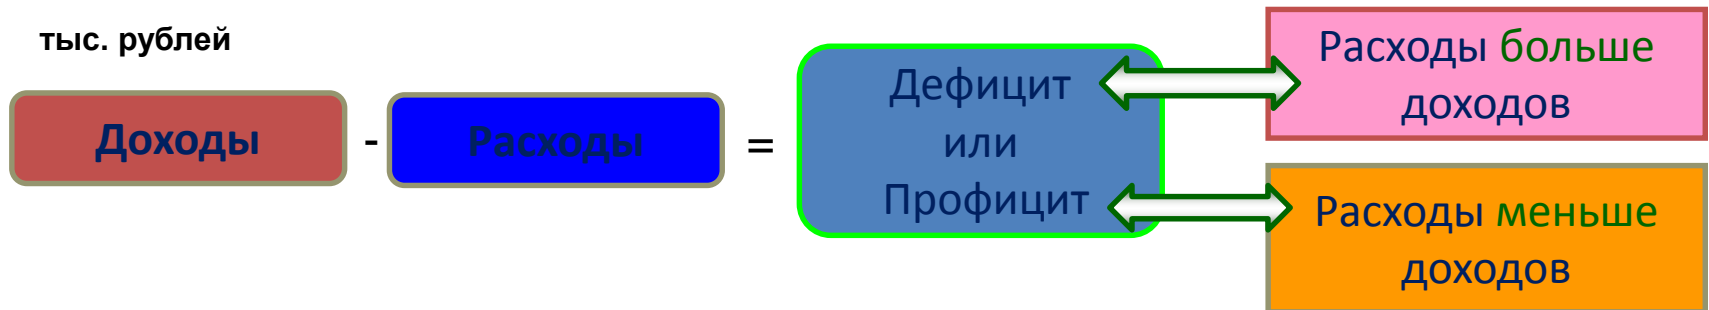 тыс. рублей
Доходы
-
Расходы
=
Дефицит
или
Профицит
Расходы больше
доходов
Расходы меньше
доходов